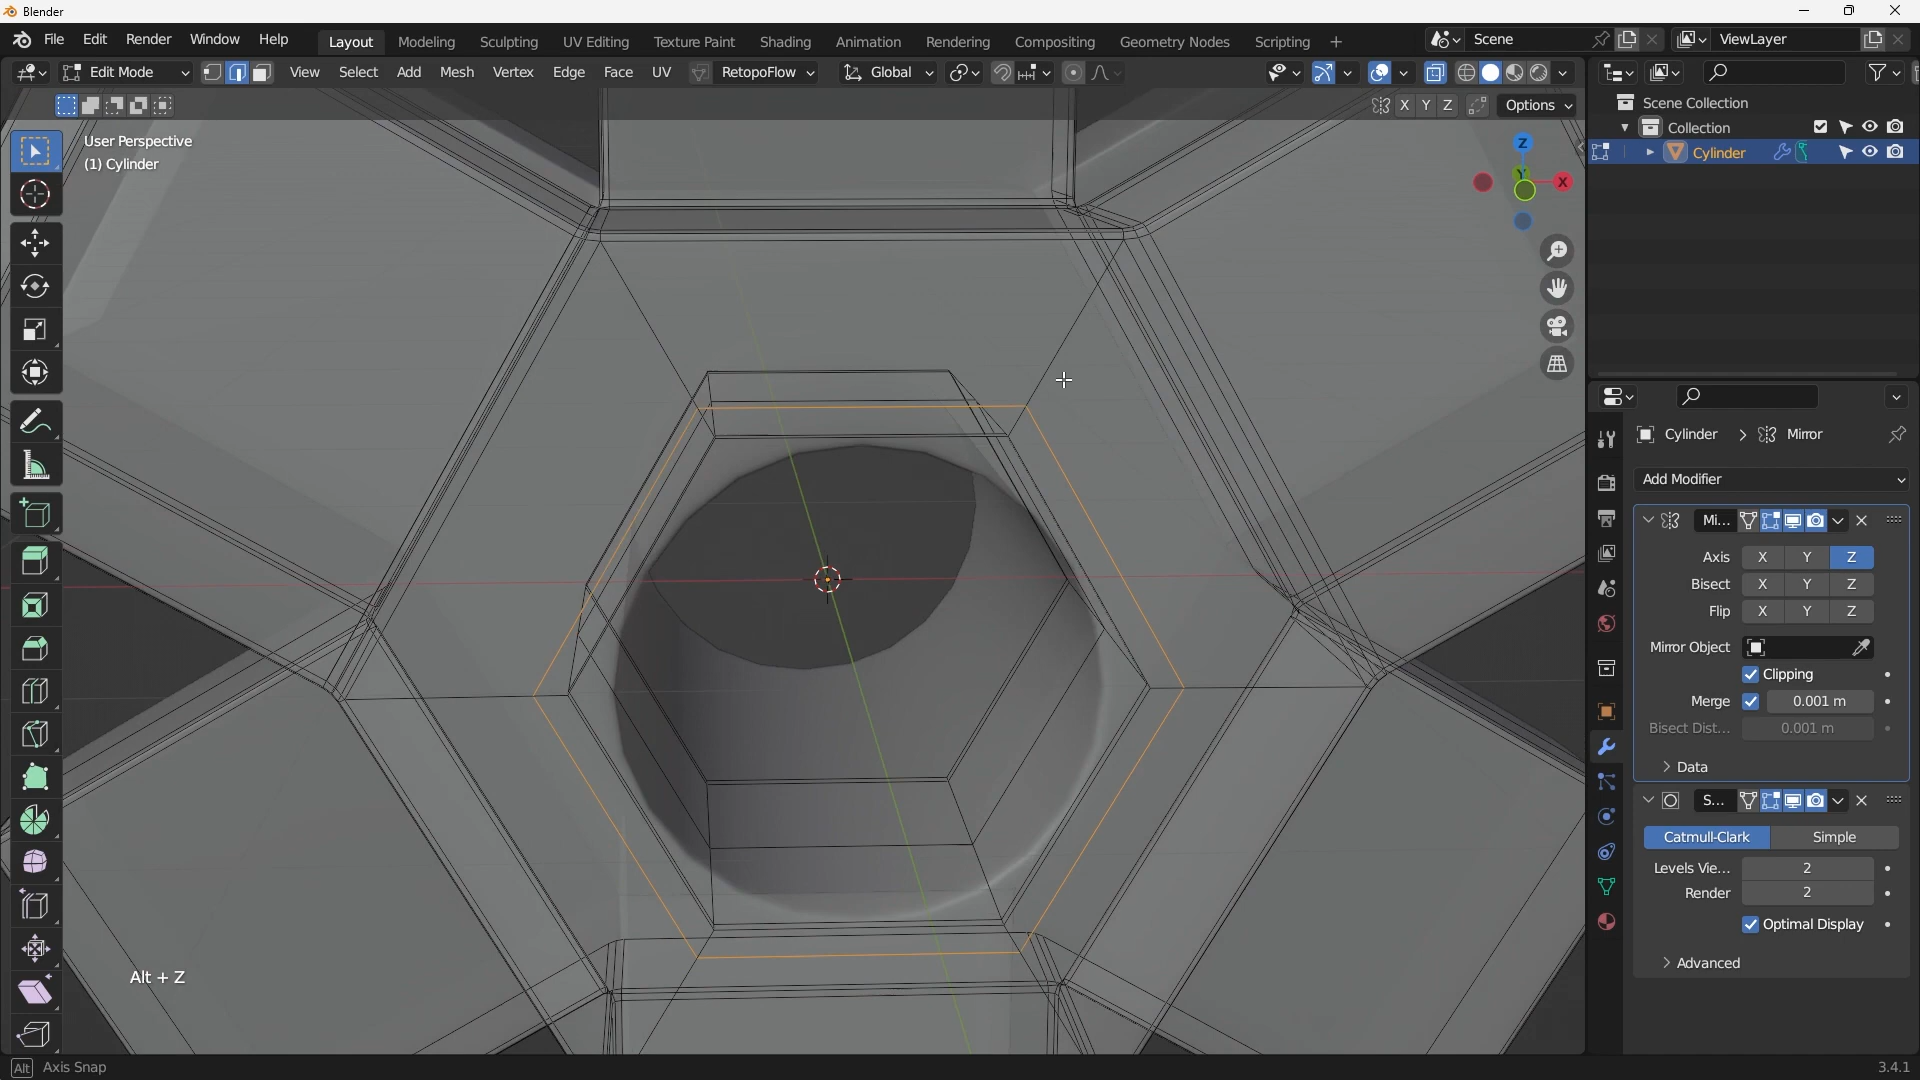 Blender
File Edit Render Window Help Layout Modeling Sculpting UV Editing Texture Paint Shading Animation Rendering Compositing Geometry Nodes Scripting + Scene ViewLayer
Edit Mode View Select Add Mesh Vertex Edge Face UV RetopoFlow Global
X Y Z Options
User Perspective
(1) Cylinder
Z
Y
X
Alt + Z
Scene Collection
Collection
Cylinder
Cylinder > Mirror
Add Modifier
Mi...
Axis X Y Z
Bisect X Y Z
Flip X Y Z
Mirror Object
Clipping
Merge 0.001 m
Bisect Dist... 0.001 m
Data
S...
Catmull-Clark Simple
Levels Vie... 2
Render 2
Optimal Display
Advanced
Alt Axis Snap 3.4.1